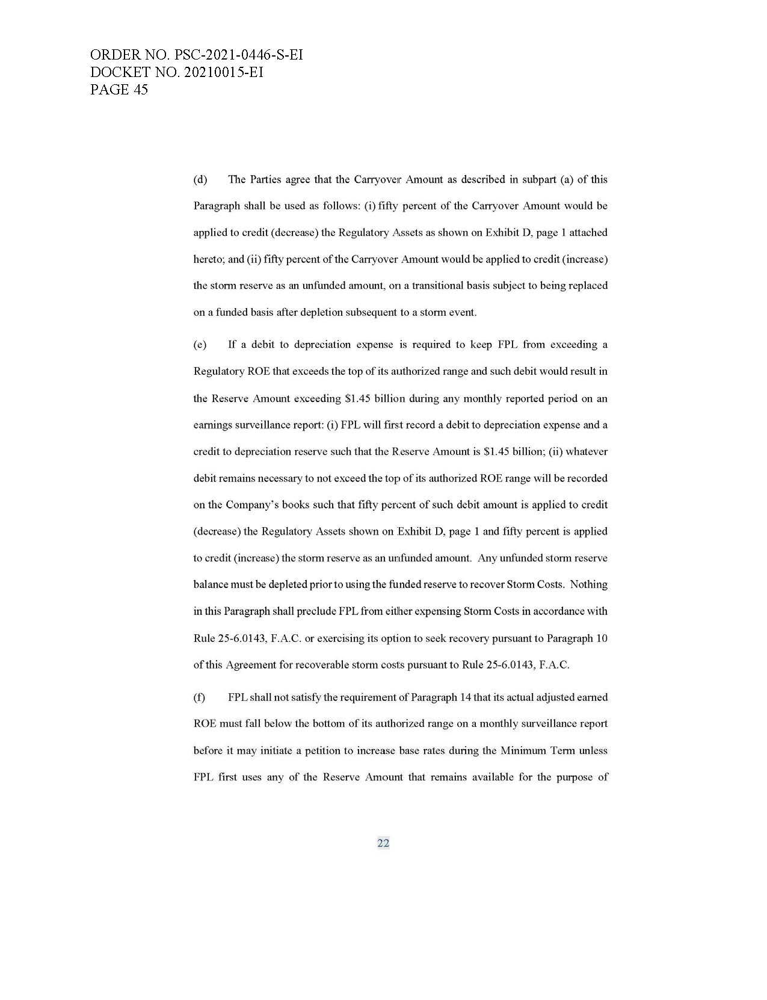 ORDER NO. PSC-2021-0446-S-EI
DOCKET NO. 20210015-EI
PAGE 45
(d) The Parties agree that the Carryover Amount as described in subpart (a) of this
Paragraph shall be used as follows: (i) fifty percent of the Carryover Amount would be
applied to credit (decrease) the Regulatory Assets as shown on Exhibit D, page 1 attached
hereto; and (ii) fifty percent of the Carryover Amount would be applied to credit (increase)
the storm reserve as an unfunded amount, on a transitional basis subject to being replaced
on a funded basis after depletion subsequent to a storm event.
(e) If a debit to depreciation expense is required to keep FPL from exceeding a
Regulatory ROE that exceeds the top of its authorized range and such debit would result in
the Reserve Amount exceeding $1.45 billion during any monthly reported period on an
earnings surveillance report: (i) FPL will first record a debit to depreciation expense and a
credit to depreciation reserve such that the Reserve Amount is $1.45 billion; (ii) whatever
debit remains necessary to not exceed the top of its authorized ROE range will be recorded
on the Company’s books such that fifty percent of such debit amount is applied to credit
(decrease) the Regulatory Assets shown on Exhibit D, page 1 and fifty percent is applied
to credit (increase) the storm reserve as an unfunded amount. Any unfunded storm reserve
balance must be depleted prior to using the funded reserve to recover Storm Costs. Nothing
in this Paragraph shall preclude FPL from either expensing Storm Costs in accordance with
Rule 25-6.0143, F.A.C. or exercising its option to seek recovery pursuant to Paragraph 10
of this Agreement for recoverable storm costs pursuant to Rule 25-6.0143, F.A.C.
(f) FPL shall not satisfy the requirement of Paragraph 14 that its actual adjusted earned
ROE must fall below the bottom of its authorized range on a monthly surveillance report
before it may initiate a petition to increase base rates during the Minimum Term unless
FPL first uses any of the Reserve Amount that remains available for the purpose of
22